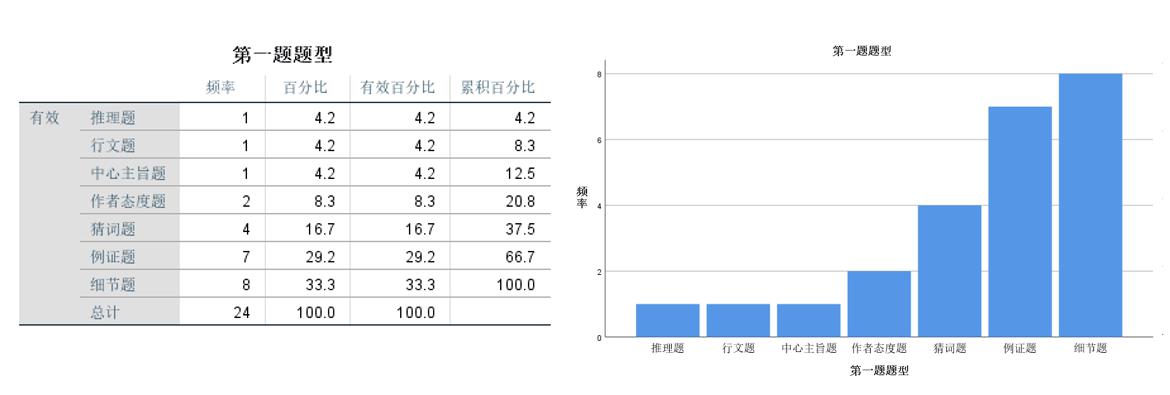 第一题题型
频率 百分比 有效百分比 累积百分比
有效 推理题 1 4.2 4.2 4.2
行文题 1 4.2 4.2 8.3
中心主旨题 1 4.2 4.2 12.5
作者态度题 2 8.3 8.3 20.8
猜词题 4 16.7 16.7 37.5
例证题 7 29.2 29.2 66.7
细节题 8 33.3 33.3 100.0
总计 24 100.0 100.0
第一题题型
频率
8
6
4
2
0
推理题 行文题 中心主旨题 作者态度题 猜词题 例证题 细节题
第一题题型